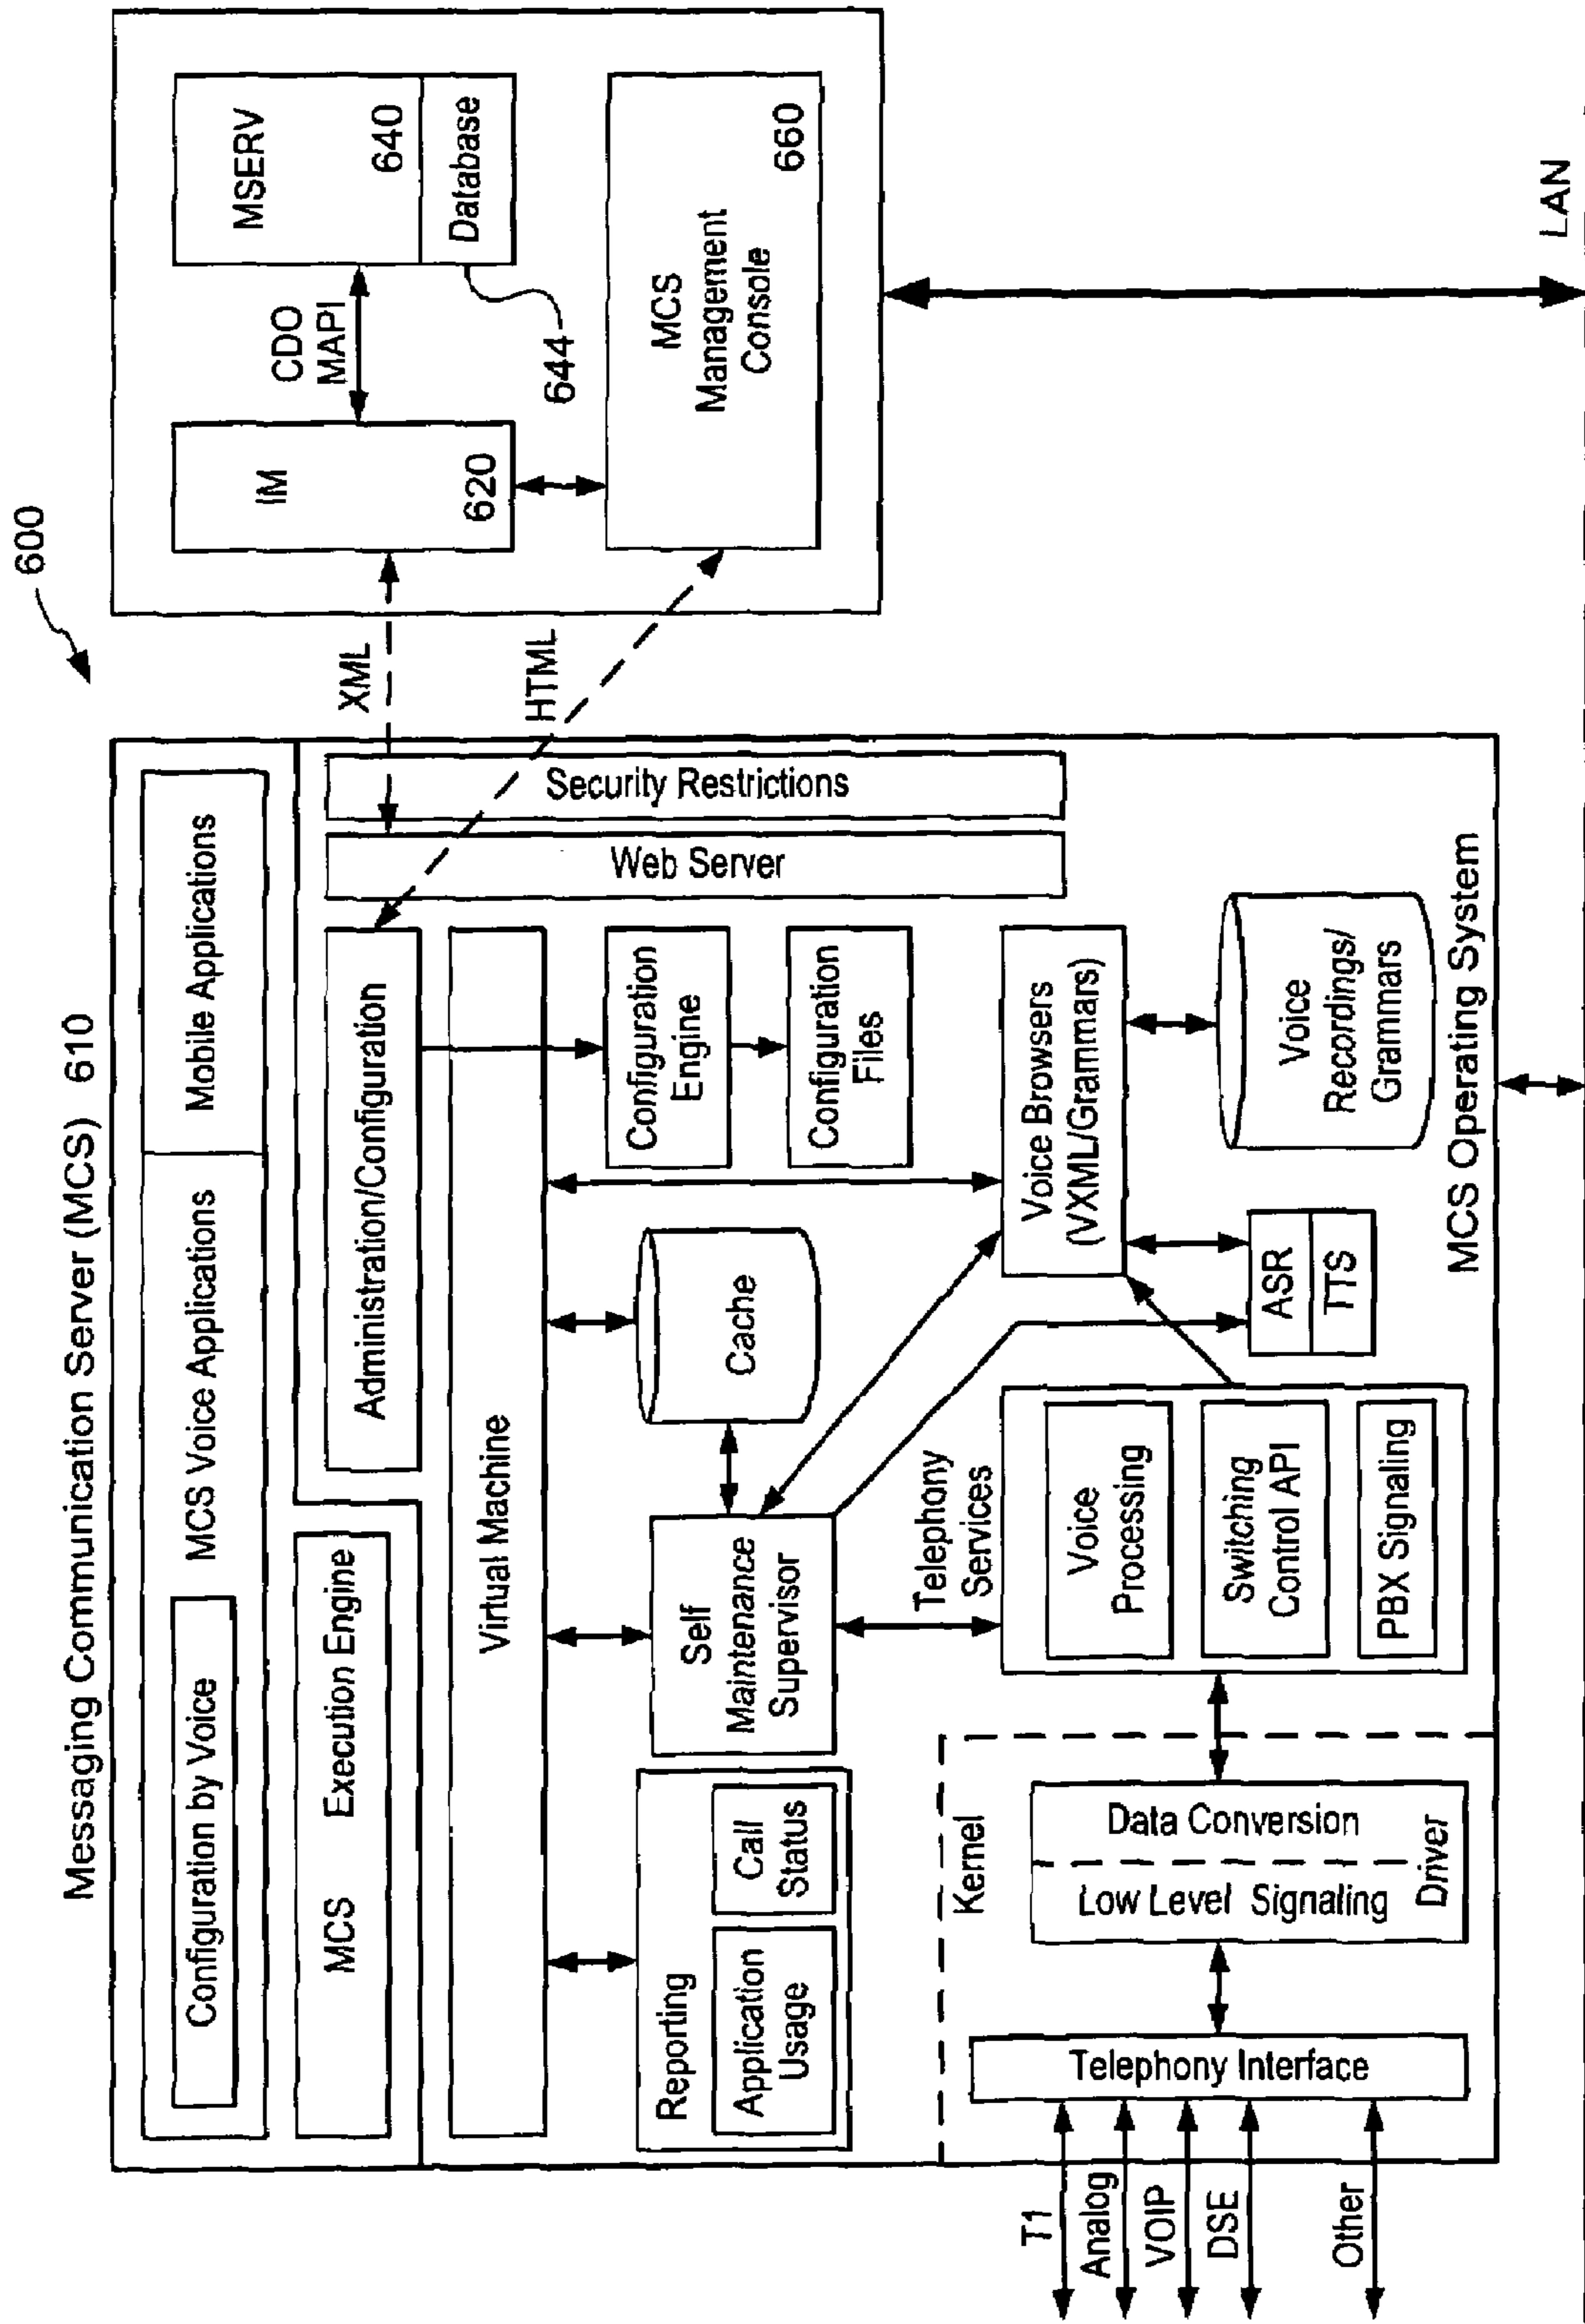 600
Messaging Communication Server (MCS) 610
Configuration by Voice
MCS Voice Applications
Mobile Applications
MCS Execution Engine
Administration/Configuration
Virtual Machine
Security Restrictions
Web Server
XML
HTML
IM
620
CDO
MAPI
MSERV
640
Database
644
MCS
Management
Console
660
Reporting
Application
Usage
Call
Status
Self
Maintenance
Supervisor
Cache
Configuration
Engine
Configuration
Files
Telephony
Services
Voice
Processing
Switching
Control API
PBX Signaling
Voice Browsers
(VXML/Grammars)
ASR
TTS
Voice
Recordings/
Grammars
Kernel
Data Conversion
Low Level Signaling
Driver
Telephony Interface
MCS Operating System
T1
Analog
VOIP
DSE
Other
LAN